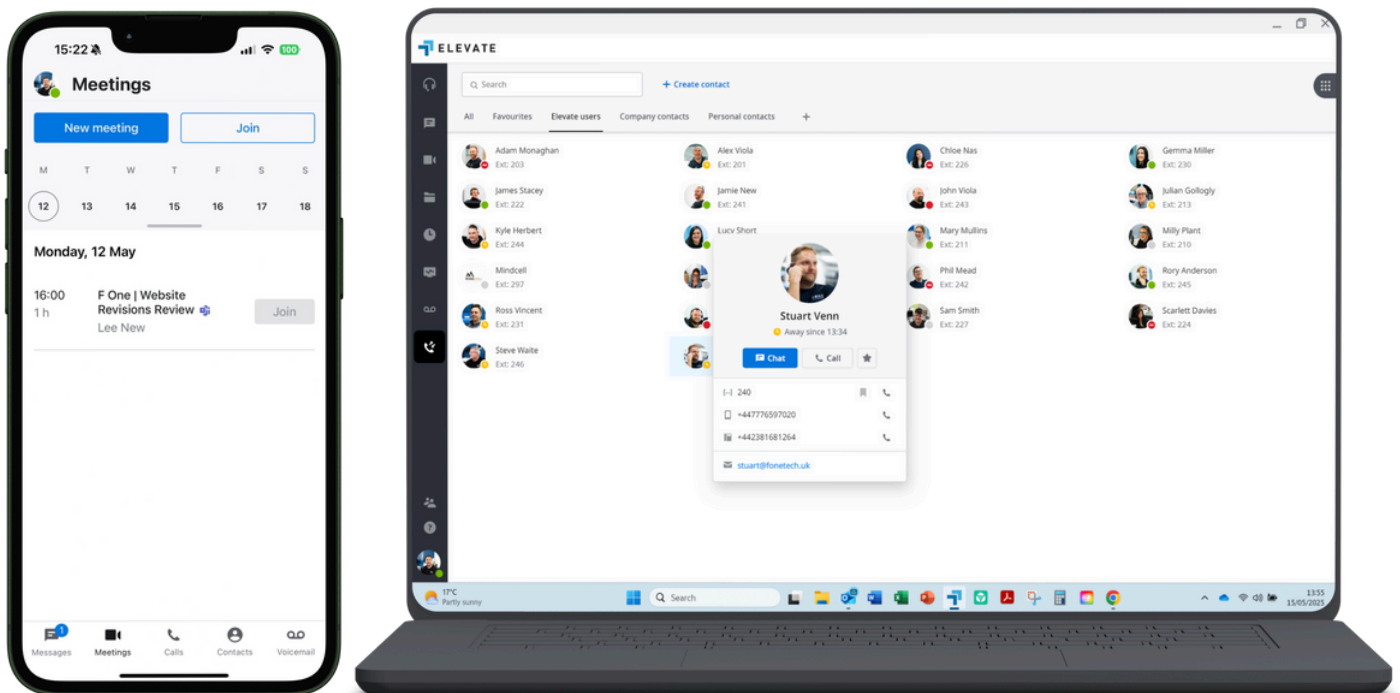 15:22
100
Meetings
New meeting
Join
M T W T F S S
12 13 14 15 16 17 18
Monday, 12 May
16:00
1 h
F One | Website
Revisions Review
Lee New
Join
1
Messages
Meetings
Calls
Contacts
Voicemail
ELEVATE
Search
+ Create contact
All Favourites Elevate users Company contacts Personal contacts +
Adam Monaghan
Ext: 203
Alex Viola
Ext: 201
Chloe Nas
Ext: 226
Gemma Miller
Ext: 230
James Stacey
Ext: 222
Jamie New
Ext: 241
John Viola
Ext: 243
Julian Gollogly
Ext: 213
Kyle Herbert
Ext: 244
Lucy Short
Mary Mullins
Ext: 211
Milly Plant
Ext: 210
Mindcell
Ext: 297
Phil Mead
Ext: 242
Rory Anderson
Ext: 245
Ross Vincent
Ext: 231
Sam Smith
Ext: 227
Scarlett Davies
Ext: 224
Steve Waite
Ext: 246
Stuart Venn
Away since 13:34
Chat
Call
240
+447776597020
+442381681264
stuart@fonetech.uk
17°C
Partly sunny
Search
13:55
15/05/2025